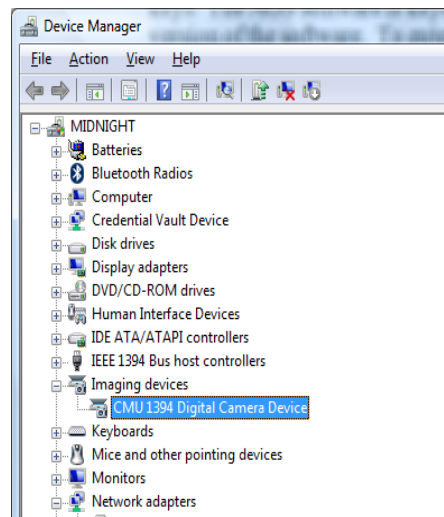 Device Manager
File Action View Help
MIDNIGHT
Batteries
Bluetooth Radios
Computer
Credential Vault Device
Disk drives
Display adapters
DVD/CD-ROM drives
Human Interface Devices
IDE ATA/ATAPI controllers
IEEE 1394 Bus host controllers
Imaging devices
CMU 1394 Digital Camera Device
Keyboards
Mice and other pointing devices
Monitors
Network adapters